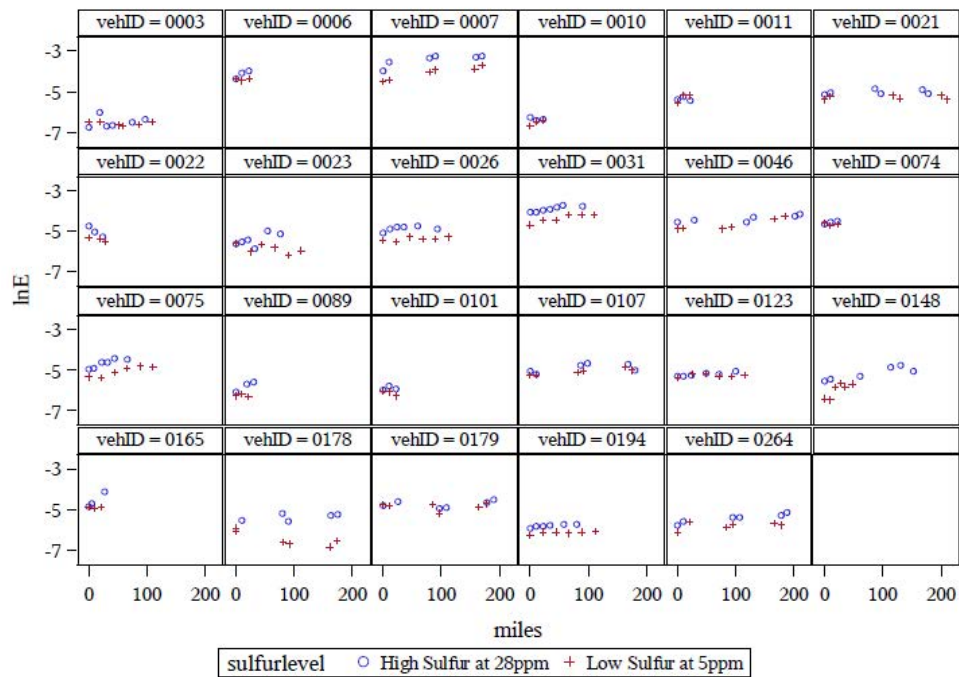 vehID = 0003 vehID = 0006 vehID = 0007 vehID = 0010 vehID = 0011 vehID = 0021
-3
-5
-7
vehID = 0022 vehID = 0023 vehID = 0026 vehID = 0031 vehID = 0046 vehID = 0074
-3
-5
-7
lnE
vehID = 0075 vehID = 0089 vehID = 0101 vehID = 0107 vehID = 0123 vehID = 0148
-3
-5
-7
vehID = 0165 vehID = 0178 vehID = 0179 vehID = 0194 vehID = 0264
-3
-5
-7
0 100 200 0 100 200 0 100 200 0 100 200 0 100 200 0 100 200
miles
sulfurlevel High Sulfur at 28ppm Low Sulfur at 5ppm